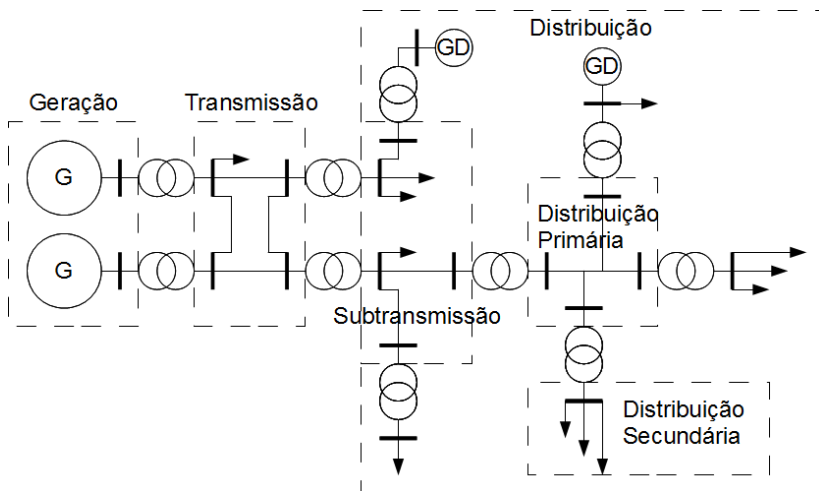 Distribuição
GD
GD
Geração
Transmissão
G
Distribuição
Primária
G
Subtransmissão
Distribuição
Secundária